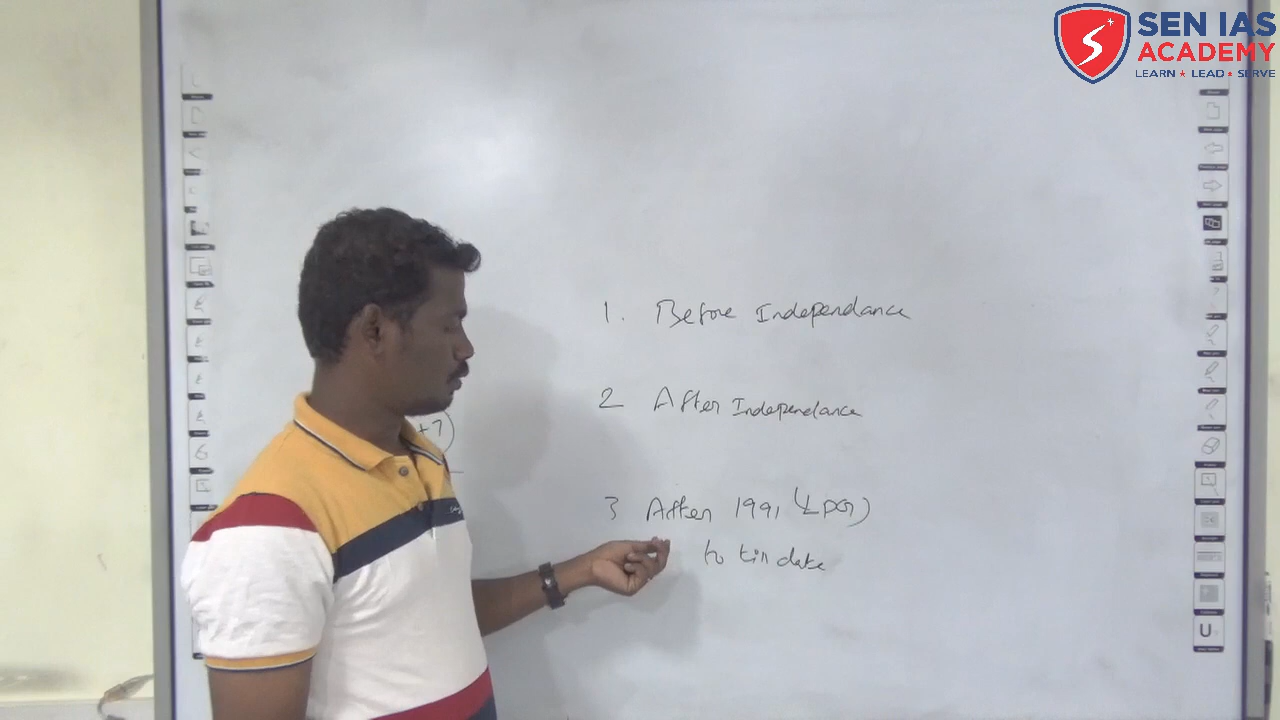 SEN IAS
ACADEMY
LEARN ★ LEAD ★ SERVE
1. Before Independance
2 After Independance
+7)
3 After 1991 (LPG)
to till date
U